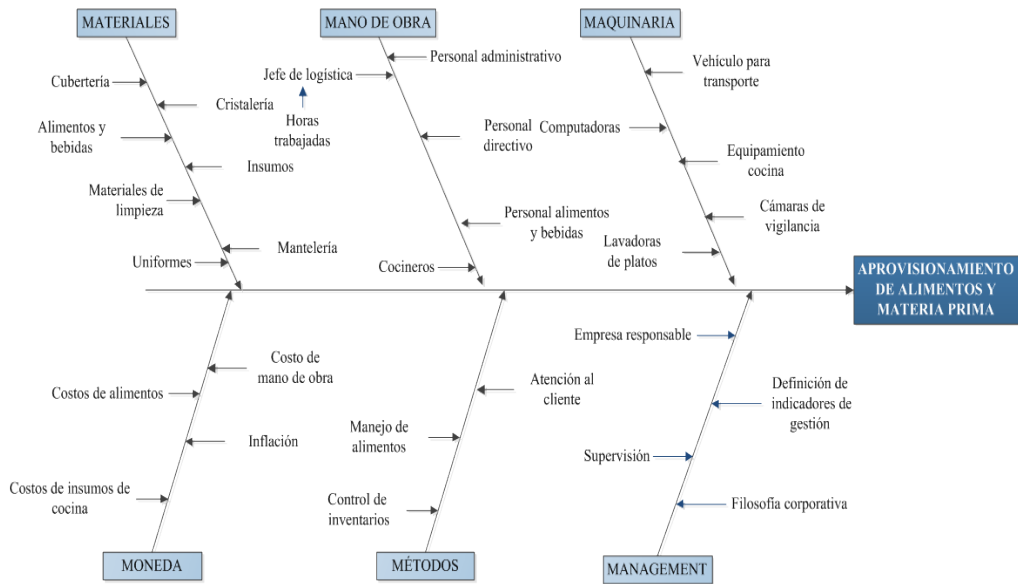 MATERIALES
MANO DE OBRA
MAQUINARIA
Cubertería
Cristalería
Alimentos y
bebidas
Insumos
Materiales de
limpieza
Mantelería
Uniformes
Personal administrativo
Jefe de logística
Horas
trabajadas
Personal
directivo
Personal alimentos
y bebidas
Cocineros
Vehículo para
transporte
Computadoras
Equipamiento
cocina
Cámaras de
vigilancia
Lavadoras
de platos
APROVISIONAMIENTO
DE ALIMENTOS Y
MATERIA PRIMA
Costo de
mano de obra
Costos de alimentos
Inflación
Costos de insumos de
cocina
Atención al
cliente
Manejo de
alimentos
Control de
inventarios
Empresa responsable
Definición de
indicadores de
gestión
Supervisión
Filosofía corporativa
MONEDA
MÉTODOS
MANAGEMENT